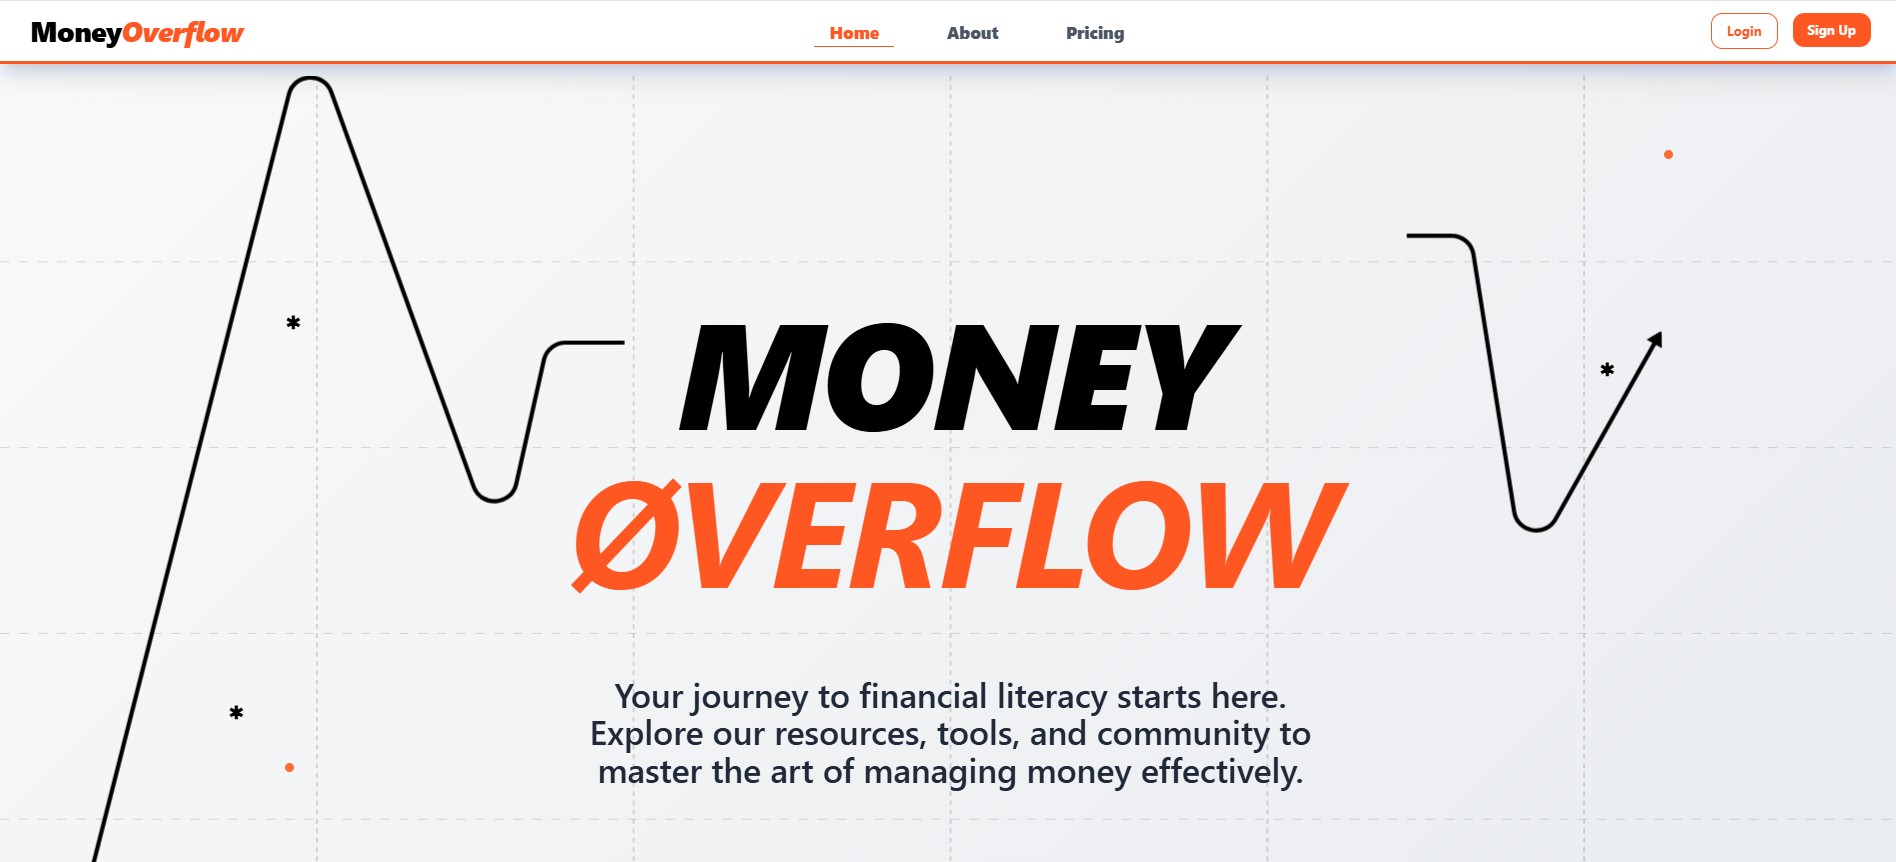 MoneyOverflow
Home About Pricing
Login Sign Up
MONEY
ØVERFLOW
Your journey to financial literacy starts here.
Explore our resources, tools, and community to
master the art of managing money effectively.